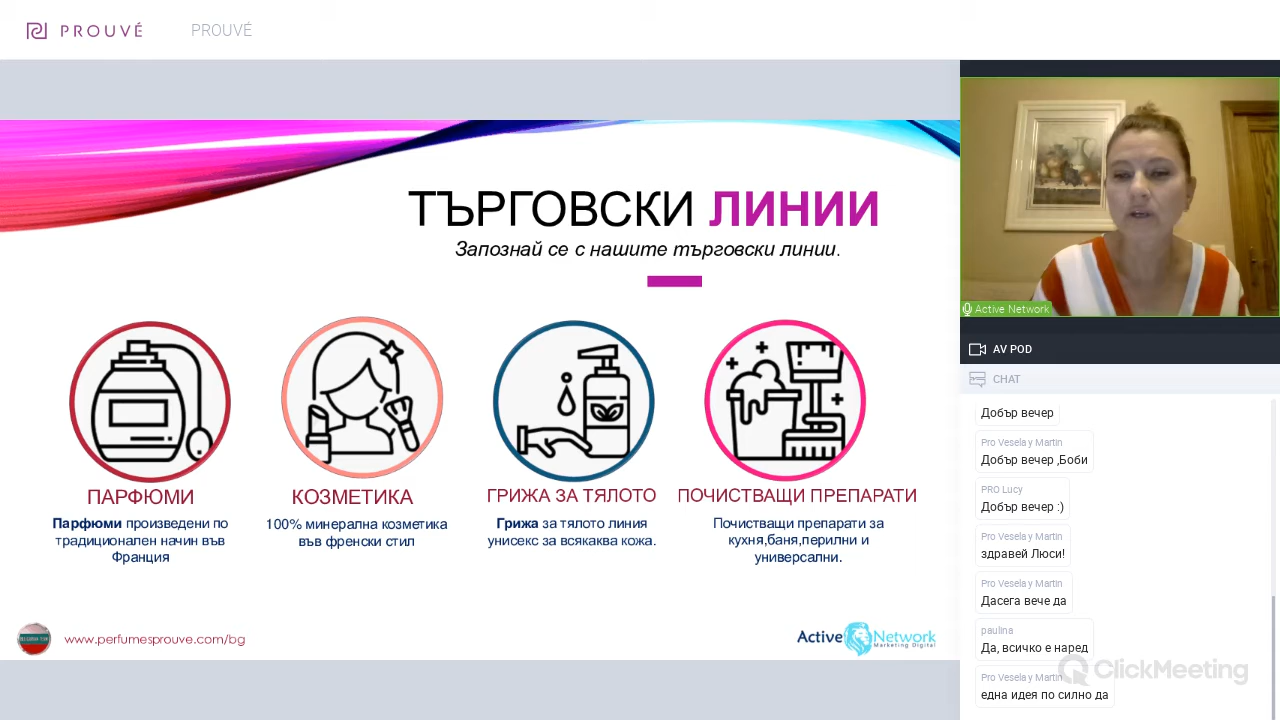 PROUVÉ
PROUVÉ
ТЪРГОВСКИ ЛИНИИ
Запознай се с нашите търговски линии.
ПАРФЮМИ
Парфюми произведени по
традиционален начин във
Франция
КОЗМЕТИКА
100% минерална козметика
във френски стил
ГРИЖА ЗА ТЯЛОТО
Грижа за тялото линия
унисекс за всякаква кожа.
ПОЧИСТВАЩИ ПРЕПАРАТИ
Почистващи препарати за
кухня,баня,перилни и
универсални.
www.perfumesprouve.com/bg
Active Network
Marketing Digital
Active Network
AV POD
CHAT
Добър вечер
Pro Vesela y Martin
Добър вечер ,Боби
PRO Lucy
Добър вечер :)
Pro Vesela y Martin
здравей Люси!
Pro Vesela y Martin
Дасега вече да
paulina
Да, всичко е наред
Pro Vesela y Martin
една идея по силно да
ClickMeeting